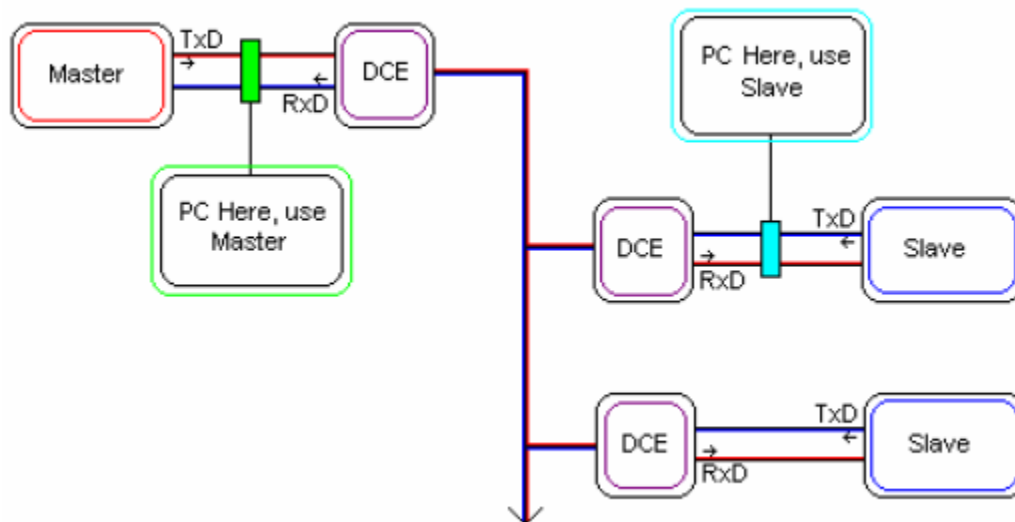 TxD
Master
DCE
RxD
PC Here, use
Master
PC Here, use
Slave
DCE
TxD
Slave
RxD
DCE
TxD
Slave
RxD